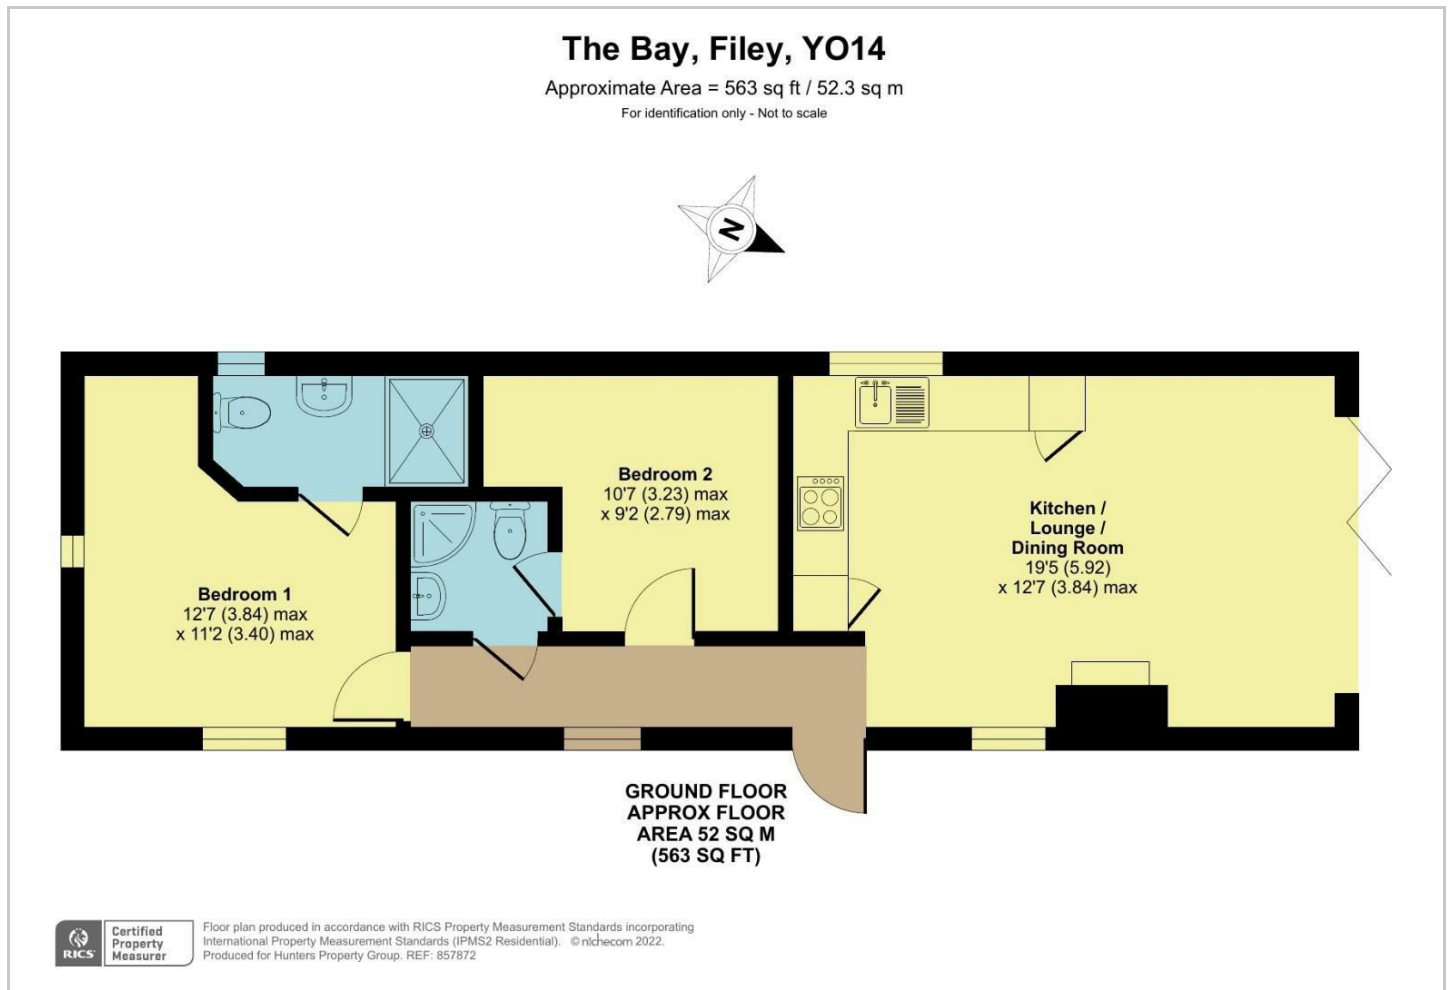 The Bay, Filey, YO14
Approximate Area = 563 sq ft / 52.3 sq m
For identification only - Not to scale
N
Bedroom 2
10'7 (3.23) max
x 9'2 (2.79) max
Kitchen /
Lounge /
Dining Room
19'5 (5.92)
x 12'7 (3.84) max
Bedroom 1
12'7 (3.84) max
x 11'2 (3.40) max
GROUND FLOOR
APPROX FLOOR
AREA 52 SQ M
(563 SQ FT)
RICS
Certified
Property
Measurer
Floor plan produced in accordance with RICS Property Measurement Standards incorporating
International Property Measurement Standards (IPMS2 Residential). © nichecom 2022.
Produced for Hunters Property Group. REF: 857872